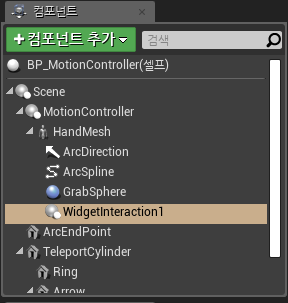 컴포넌트
+컴포넌트 추가 검색
BP_MotionController(셀프)
Scene
MotionController
HandMesh
ArcDirection
ArcSpline
GrabSphere
WidgetInteraction1
ArcEndPoint
TeleportCylinder
Ring
Arrow